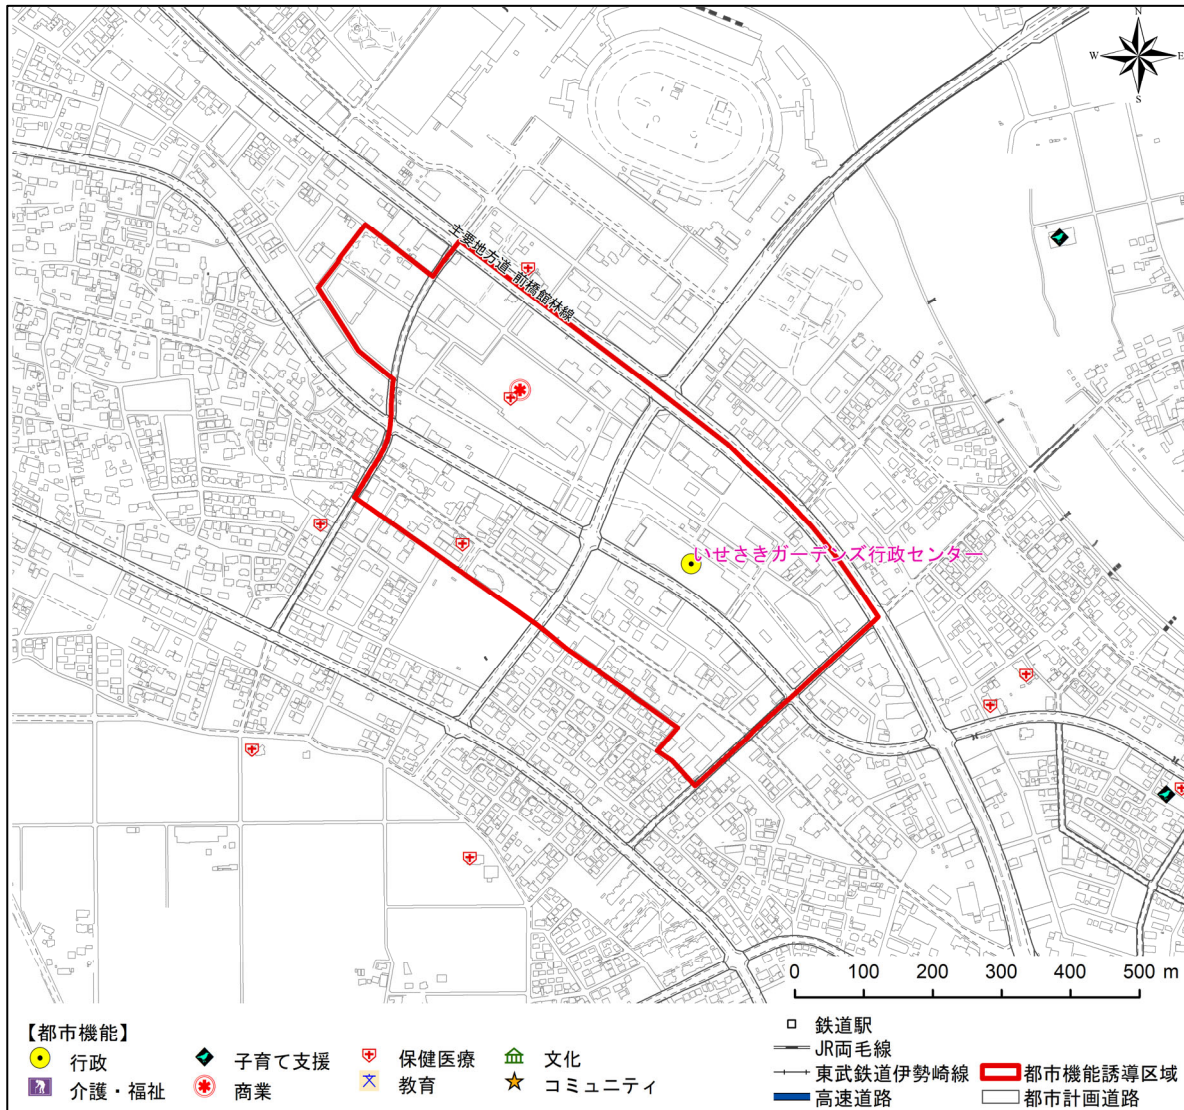 N
W
E
S
主要地方道 前橋館林線
いせさきガーデンズ行政センター
0 100 200 300 400 500 m
【都市機能】
行政
子育て支援
保健医療
文化
介護・福祉
商業
教育
コミュニティ
鉄道駅
JR両毛線
東武鉄道伊勢崎線
都市機能誘導区域
高速道路
都市計画道路